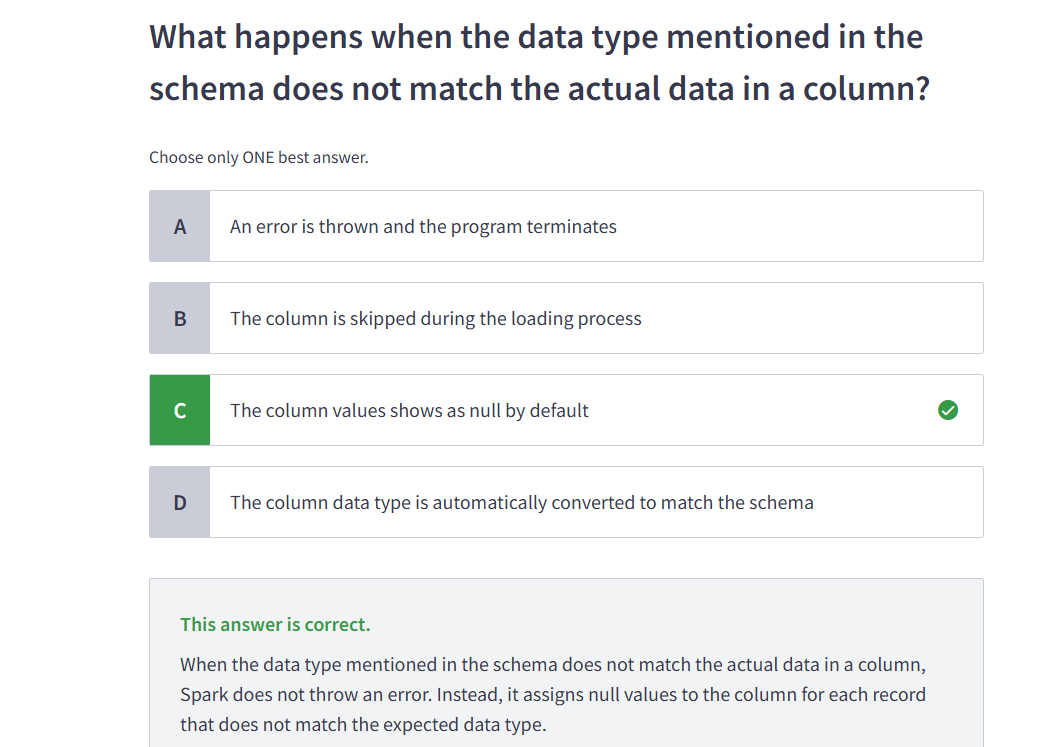 What happens when the data type mentioned in the
schema does not match the actual data in a column?
Choose only ONE best answer.
A An error is thrown and the program terminates
B The column is skipped during the loading process
C The column values shows as null by default
D The column data type is automatically converted to match the schema
This answer is correct.
When the data type mentioned in the schema does not match the actual data in a column,
Spark does not throw an error. Instead, it assigns null values to the column for each record
that does not match the expected data type.